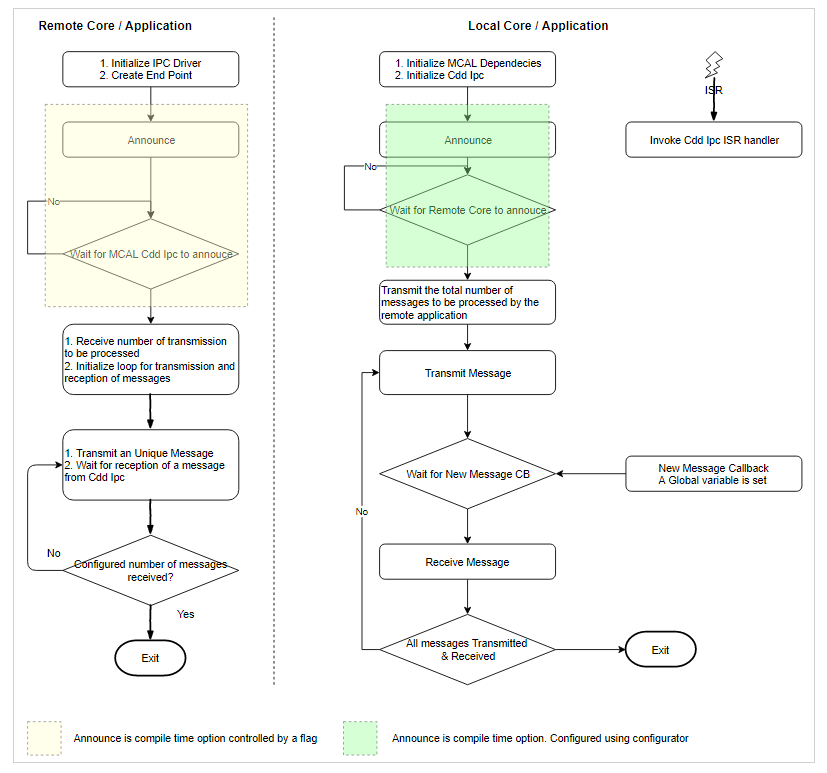 Remote Core / Application
1. Initialize IPC Driver
2. Create End Point
Announce
No
Wait for MCAL Cdd Ipc to annouce
1. Receive number of transmission
to be processed
2. Initialize loop for transmission and
reception of messages
1. Transmit an Unique Message
2. Wait for reception of a message
from Cdd Ipc
No
Configured number of messages
received?
Yes
Exit
Local Core / Application
1. Initialize MCAL Dependecies
2. Initialize Cdd Ipc
Announce
No
Wait for Remote Core to annouce
Transmit the total number of
messages to be processed by the
remote application
Transmit Message
Wait for New Message CB
No
Receive Message
All messages Transmitted
& Received
Exit
ISR
Invoke Cdd Ipc ISR handler
New Message Callback
A Global variable is set
Announce is compile time option controlled by a flag
Announce is compile time option. Configured using configurator